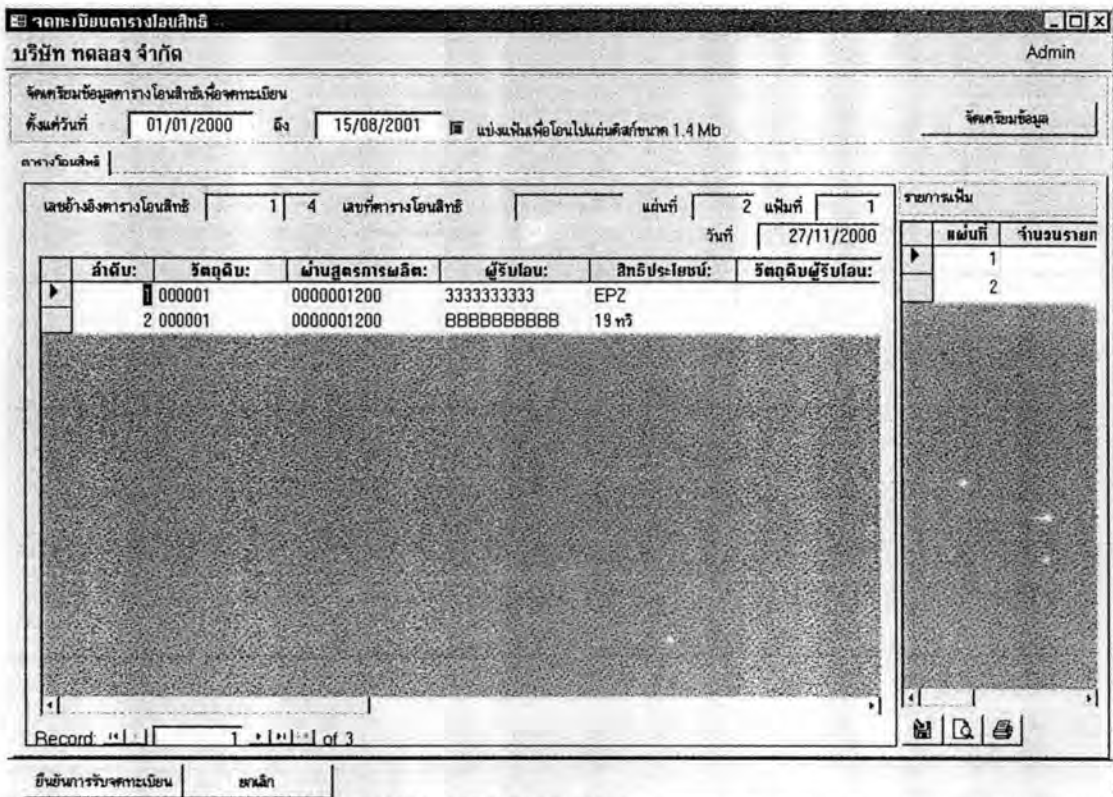 จดทะเบียนตารางโอนสิทธิ
บริษัท ทดลอง จำกัด Admin
จัดเตรียมข้อมูลตารางโอนสิทธิเพื่อจดทะเบียน
ตั้งแต่วันที่ 01/01/2000 ถึง 15/08/2001 แบ่งแฟ้มเพื่อโอนไปแผ่นดิสก์ขนาด 1.4 Mb จัดเตรียมข้อมูล
ตารางโอนสิทธิ
เลขอ้างอิงตารางโอนสิทธิ 1 4 เลขที่ตารางโอนสิทธิ แผ่นที่ 2 แฟ้มที่ 1 รายการแฟ้ม
วันที่ 27/11/2000 แผ่นที่ จำนวนรายก
ลำดับ: วัตถุดิบ: ผ่านสูตรการผลิต: ผู้รับโอน: สิทธิประโยชน์: วัตถุดิบผู้รับโอน: 1
1 000001 0000001200 3333333333 EPZ 2
2 000001 0000001200 BBBBBBBBBB 19 ทวิ
Record: 1 of 3
ยืนยันการรับจดทะเบียน ยกเลิก